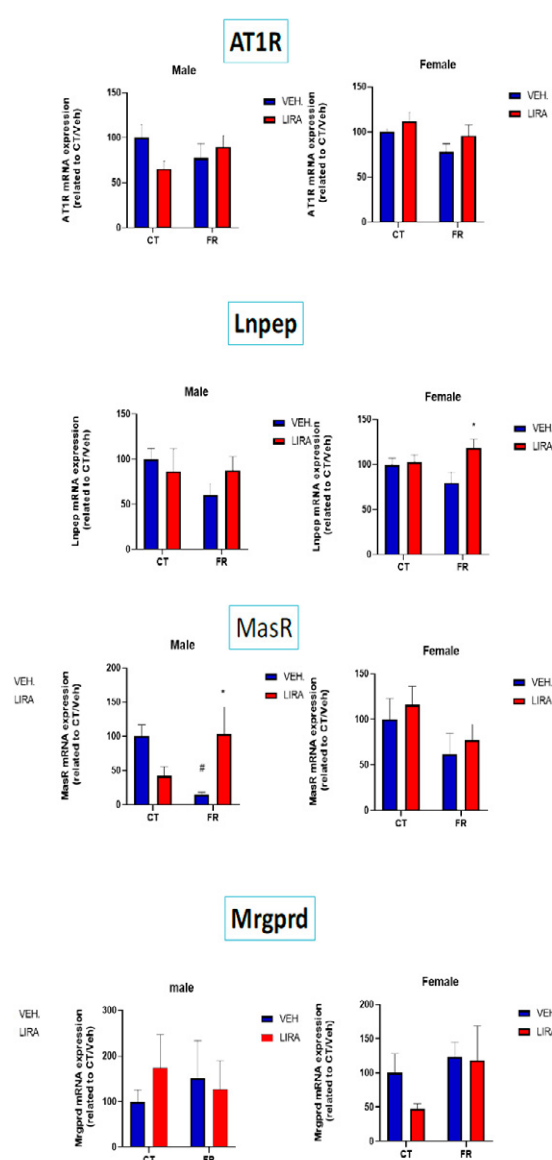 AT1R
Male
AT1R mRNA expression
(related to CT/Veh)
150
100
50
0
CT
FR
VEH.
LIRA
Female
AT1R mRNA expression
(related to CT/Veh)
150
100
50
0
CT
FR
VEH.
LIRA
Lnpep
Male
Lnpep mRNA expression
(related to CT/Veh)
150
100
50
0
CT
FR
VEH.
LIRA
Female
Lnpep mRNA expression
(related to CT/Veh)
150
100
50
0
*
CT
FR
VEH.
LIRA
MasR
VEH.
LIRA
Male
MasR mRNA expression
(related to CT/Veh)
200
150
100
50
0
#
*
CT
FR
VEH.
LIRA
Female
MasR mRNA expression
(related to CT/Veh)
150
100
50
0
CT
FR
VEH.
LIRA
Mrgprd
VEH.
LIRA
male
Mrgprd mRNA expression
(related to CT/Veh)
300
200
100
0
CT
FR
VEH
LIRA
Female
Mrgprd mRNA expression
(related to CT/Veh)
200
150
100
50
0
CT
FR
VEH
LIRA